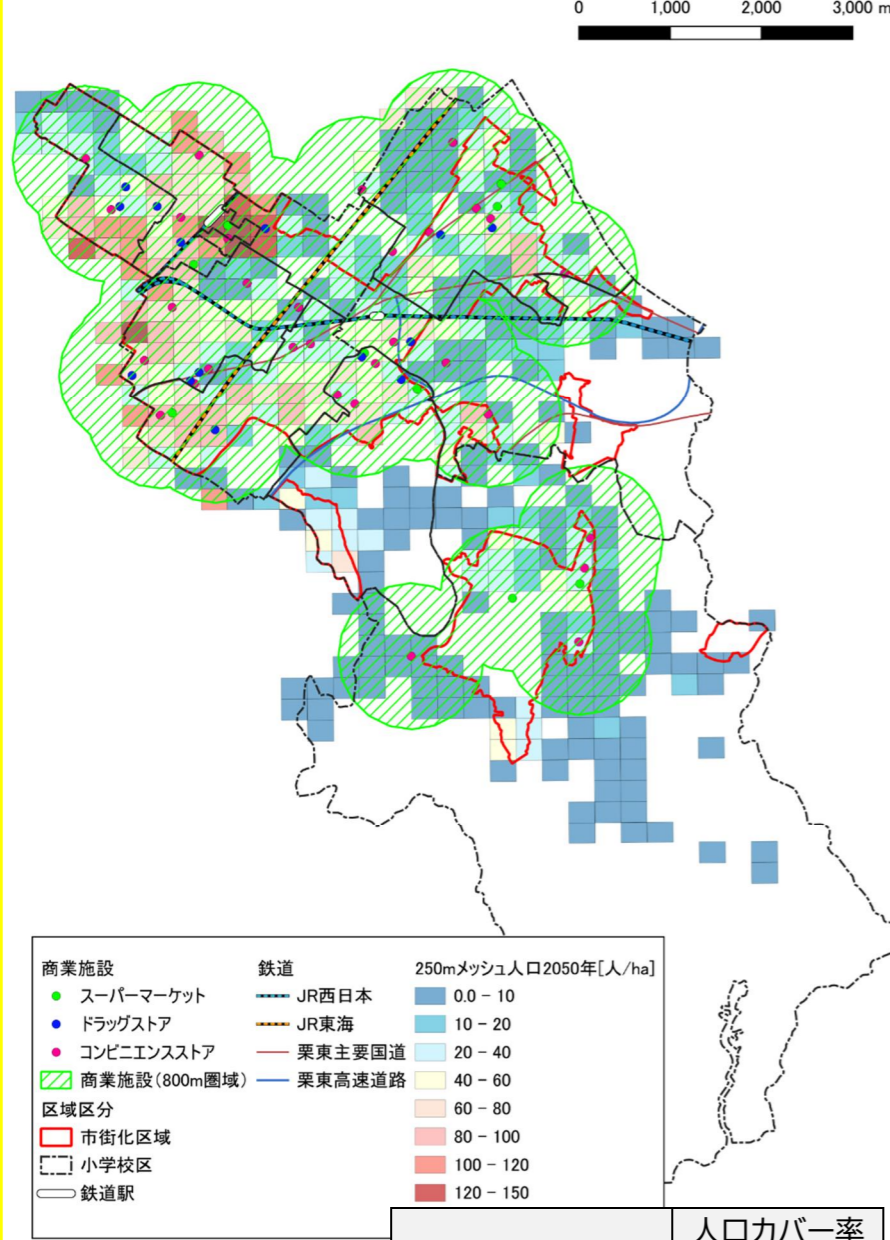 0 1,000 2,000 3,000 m
商業施設
スーパーマーケット
ドラッグストア
コンビニエンスストア
商業施設(800m圏域)
区域区分
市街化区域
小学校区
鉄道駅
鉄道
JR西日本
JR東海
栗東主要国道
栗東高速道路
250mメッシュ人口2050年[人/ha]
0.0 - 10
10 - 20
20 - 40
40 - 60
60 - 80
80 - 100
100 - 120
120 - 150
人口カバー率